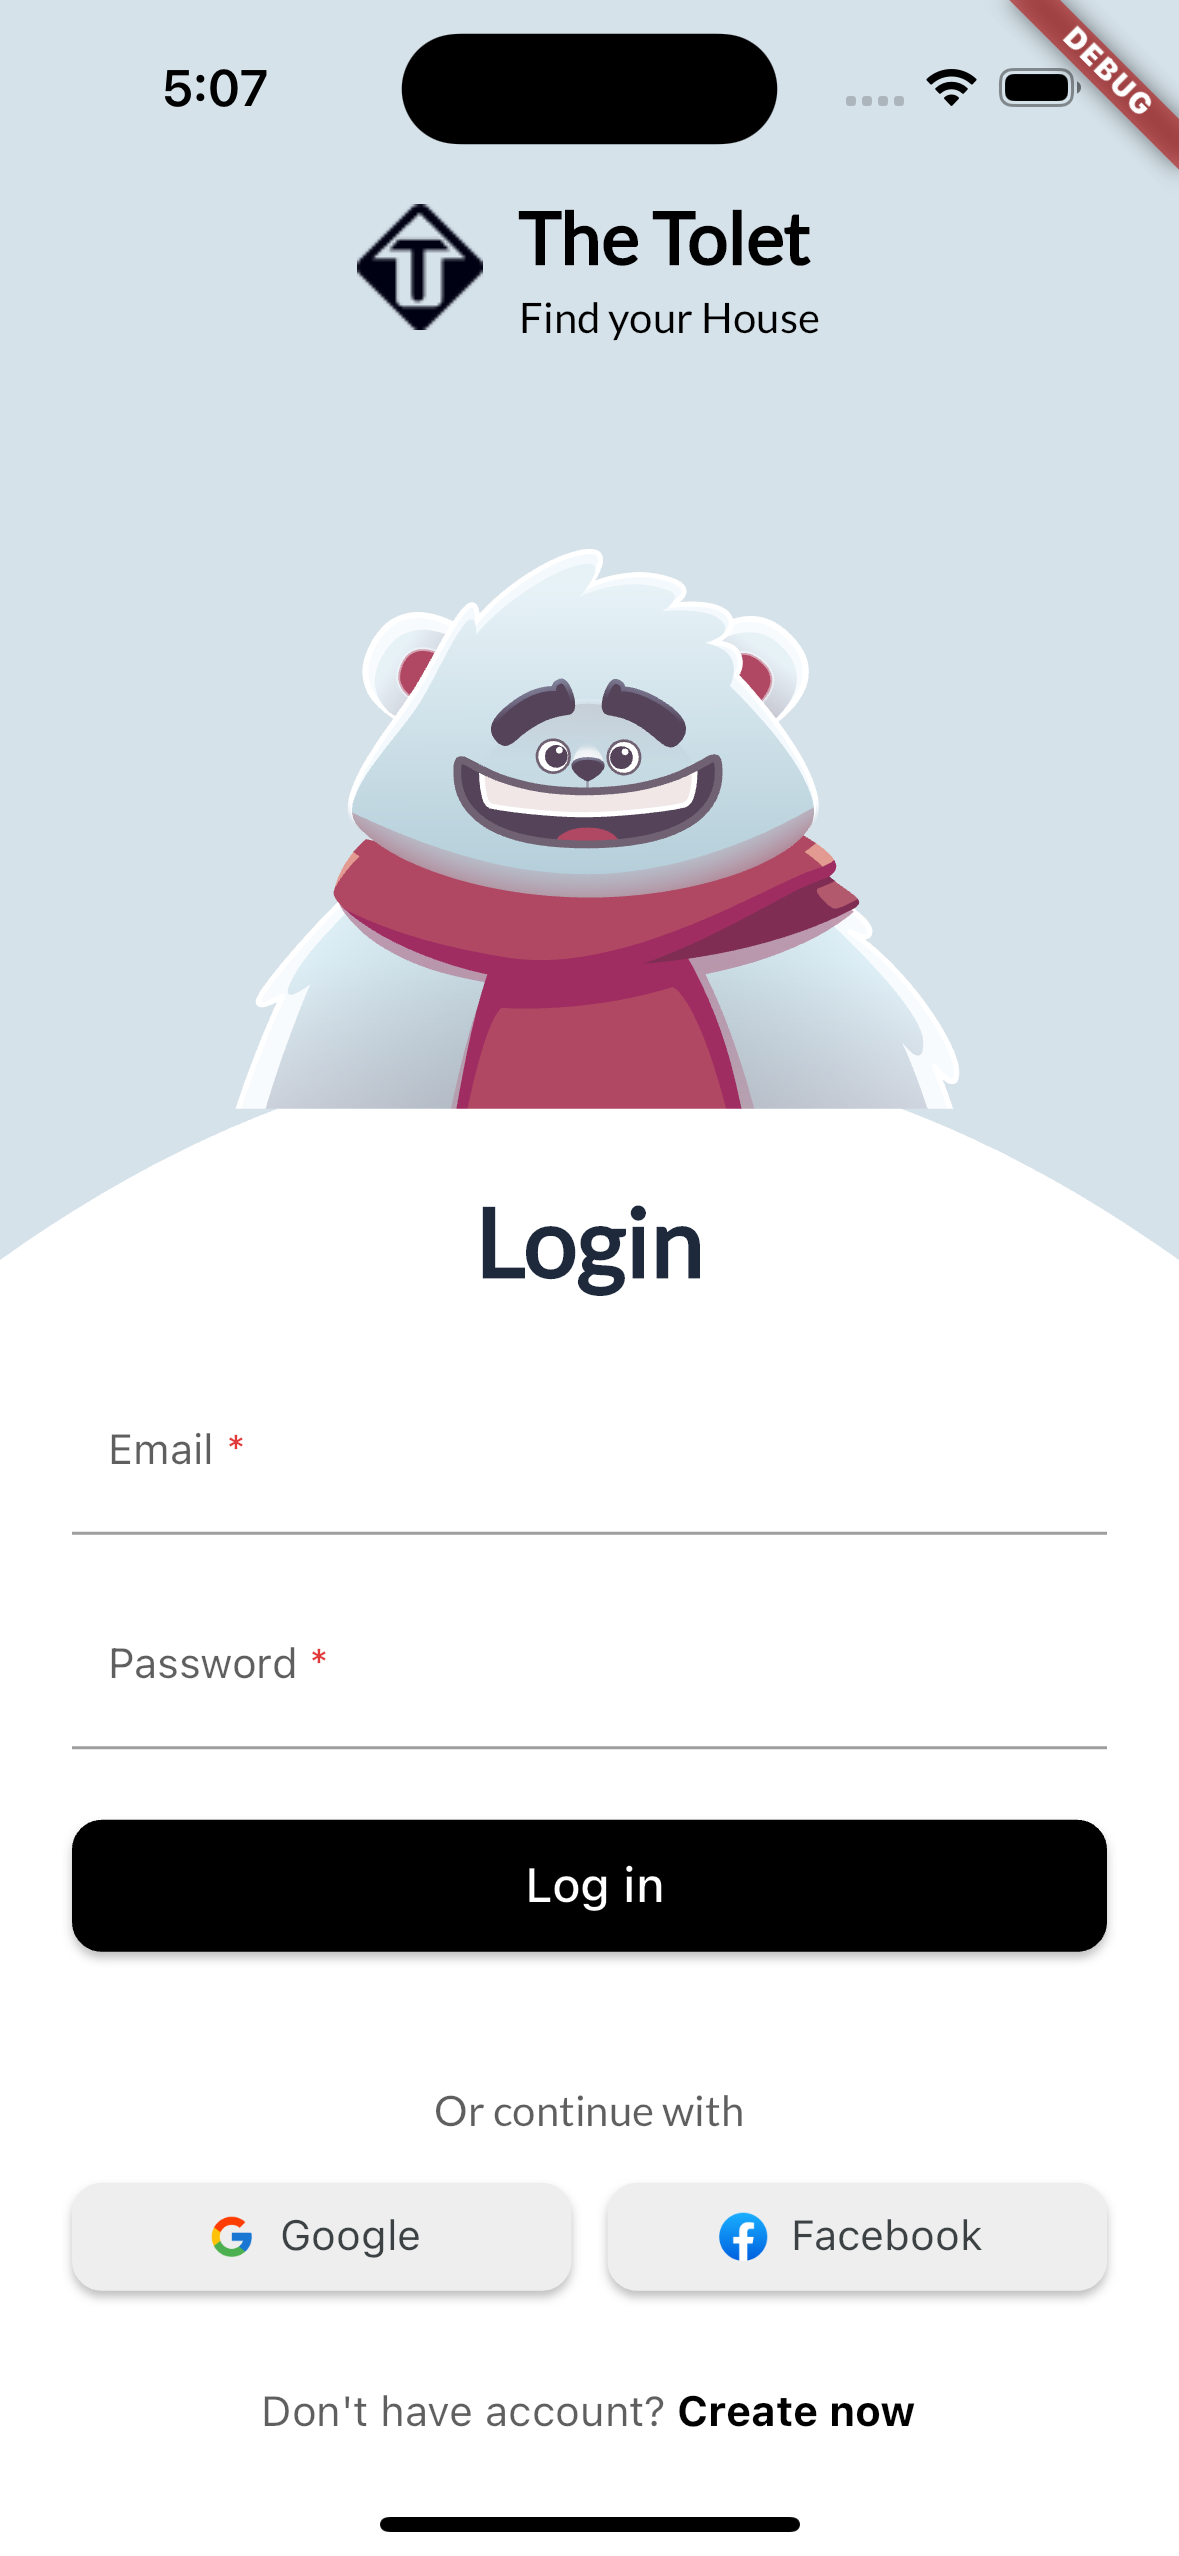 5:07
DEBUG
The Tolet
Find your House
Login
Email *
Password *
Log in
Or continue with
Google
Facebook
Don't have account? Create now